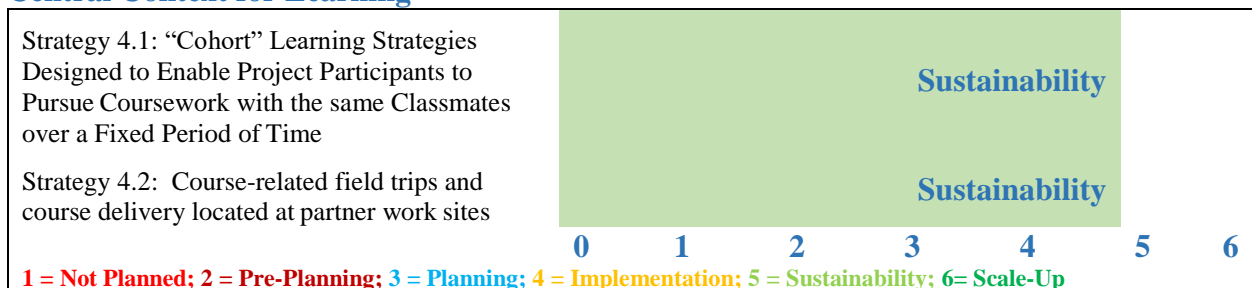 Strategy 4.1: “Cohort” Learning Strategies
Designed to Enable Project Participants to
Pursue Coursework with the same Classmates
over a Fixed Period of Time
Sustainability
Strategy 4.2:  Course-related field trips and
course delivery located at partner work sites
Sustainability
0 1 2 3 4 5 6
1 = Not Planned; 2 = Pre-Planning; 3 = Planning; 4 = Implementation; 5 = Sustainability; 6= Scale-Up